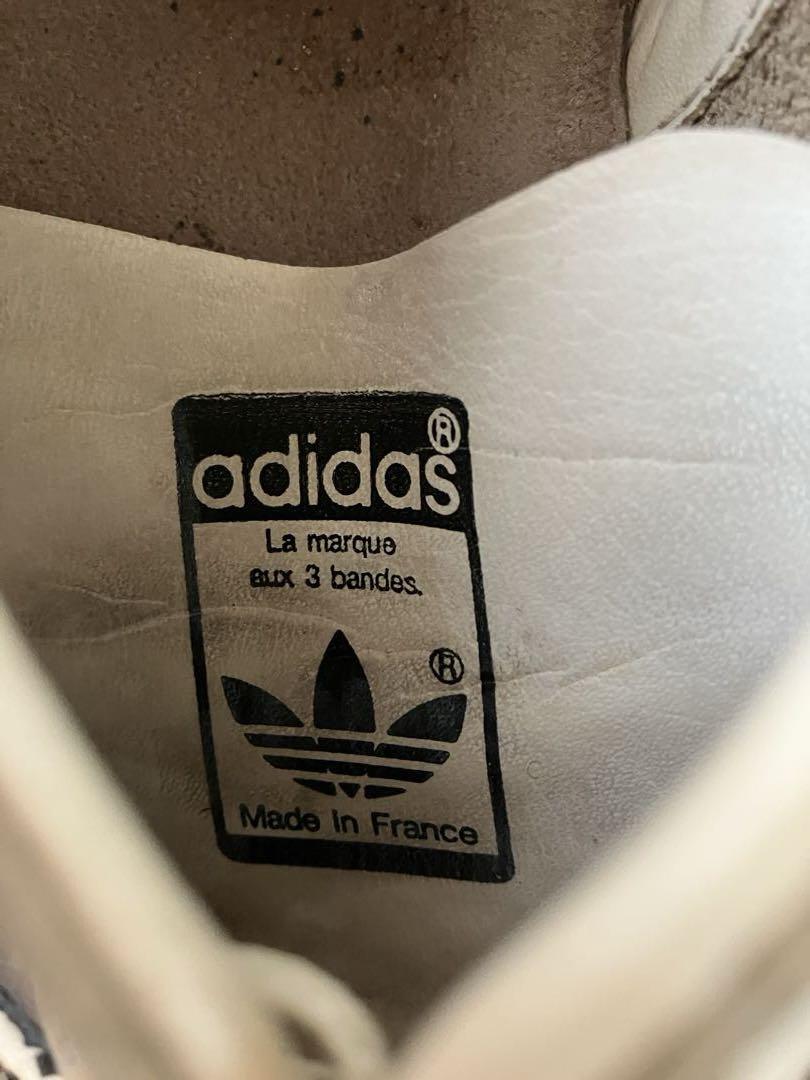 adidas®
La marque
aux 3 bandes.
®
Made in France